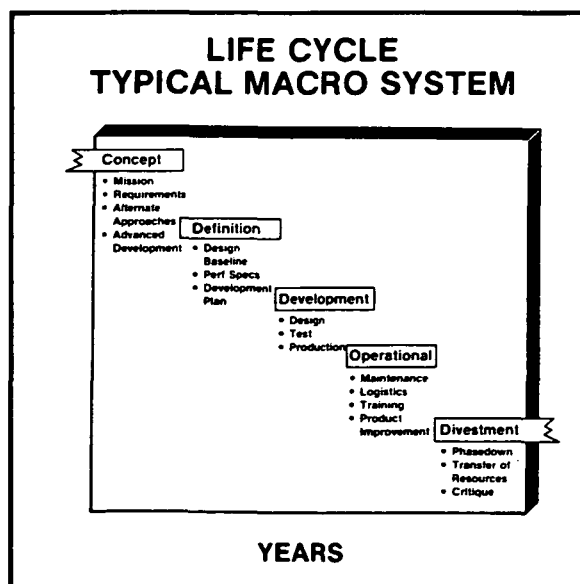 LIFE CYCLE
TYPICAL MACRO SYSTEM
Concept
• Mission
• Requirements
• Alternate
Approaches
• Advanced
Development
Definition
• Design
Baseline
• Perf Specs
• Development
Plan
Development
• Design
• Test
• Production
Operational
• Maintenance
• Logistics
• Training
• Product
Improvement
Divestment
• Phasedown
• Transfer of
Resources
• Critique
YEARS